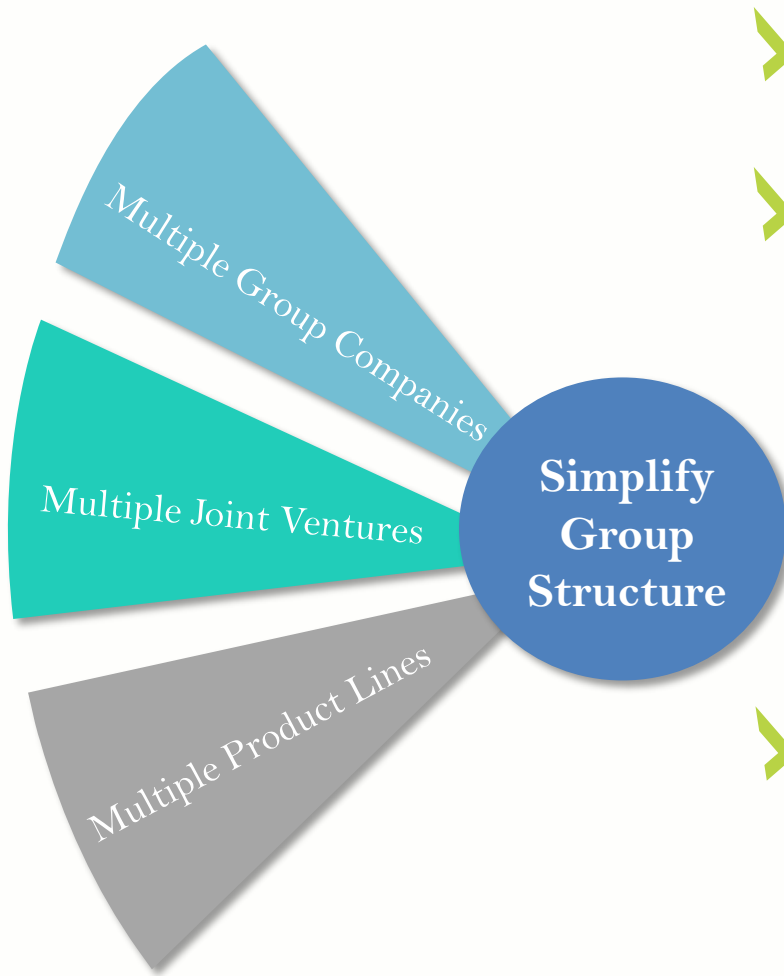 Multiple Group Companies
Multiple Joint Ventures
Multiple Product Lines
Simplify
Group
Structure